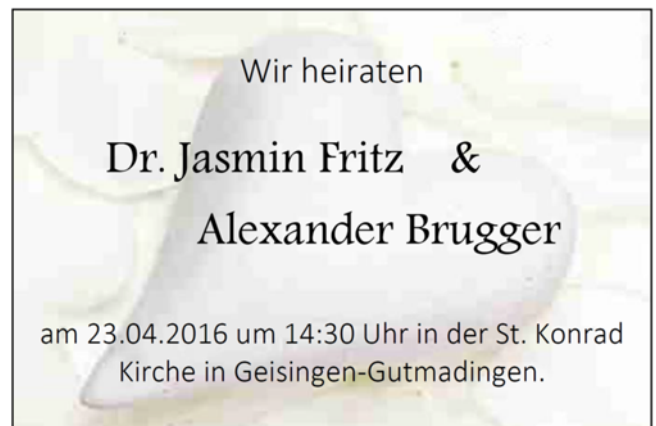 Wir heiraten
Dr. Jasmin Fritz &
Alexander Brugger
am 23.04.2016 um 14:30 Uhr in der St. Konrad
Kirche in Geisingen-Gutmadingen.